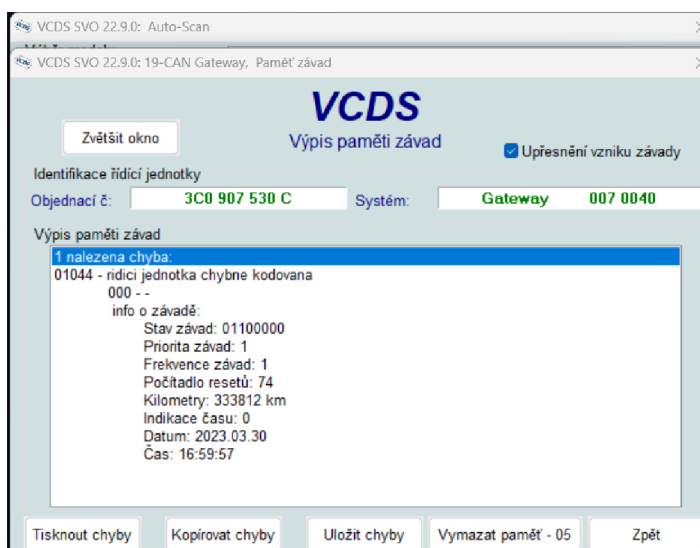 VCDS SVO 22.9.0: Auto-Scan
VCDS SVO 22.9.0: 19-CAN Gateway, Paměť závad
VCDS
Zvětšit okno
Výpis paměti závad
Upřesnění vzniku závady
Identifikace řídící jednotky
Objednací č:
3C0 907 530 C
Systém:
Gateway 007 0040
Výpis paměti závad
1 nalezena chyba:
01044 - ridici jednotka chybne kodovana
000 - -
info o závadě:
Stav závad: 01100000
Priorita závad: 1
Frekvence závad: 1
Počítadlo resetů: 74
Kilometry: 333812 km
Indikace času: 0
Datum: 2023.03.30
Čas: 16:59:57
Tisknout chyby
Kopírovat chyby
Uložit chyby
Vymazat paměť - 05
Zpět